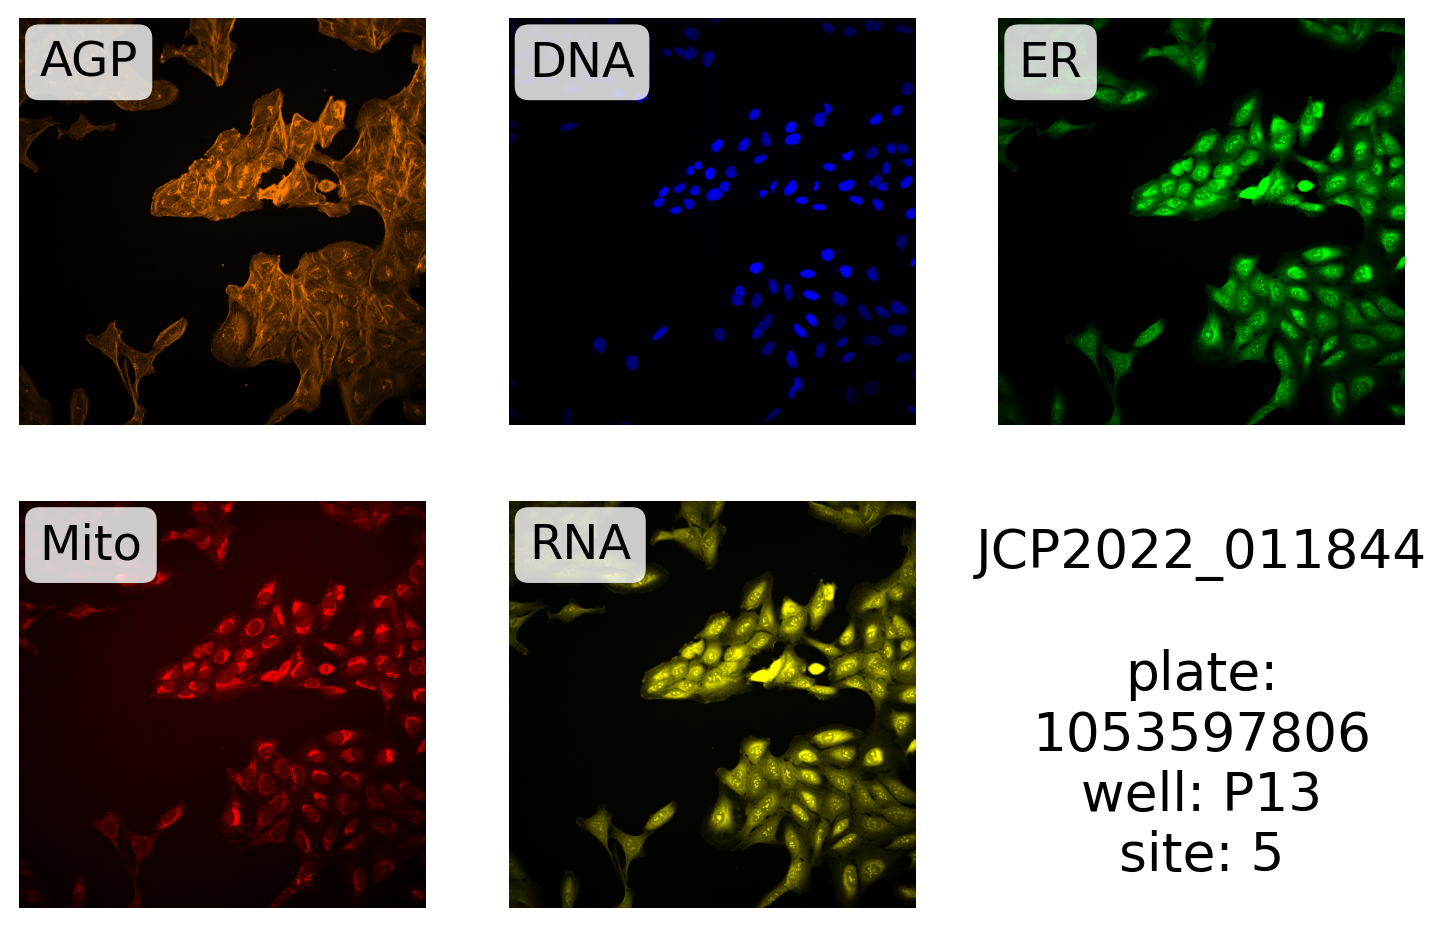 AGP
DNA
ER
Mito
RNA
JCP2022_011844
plate:
1053597806
well: P13
site: 5